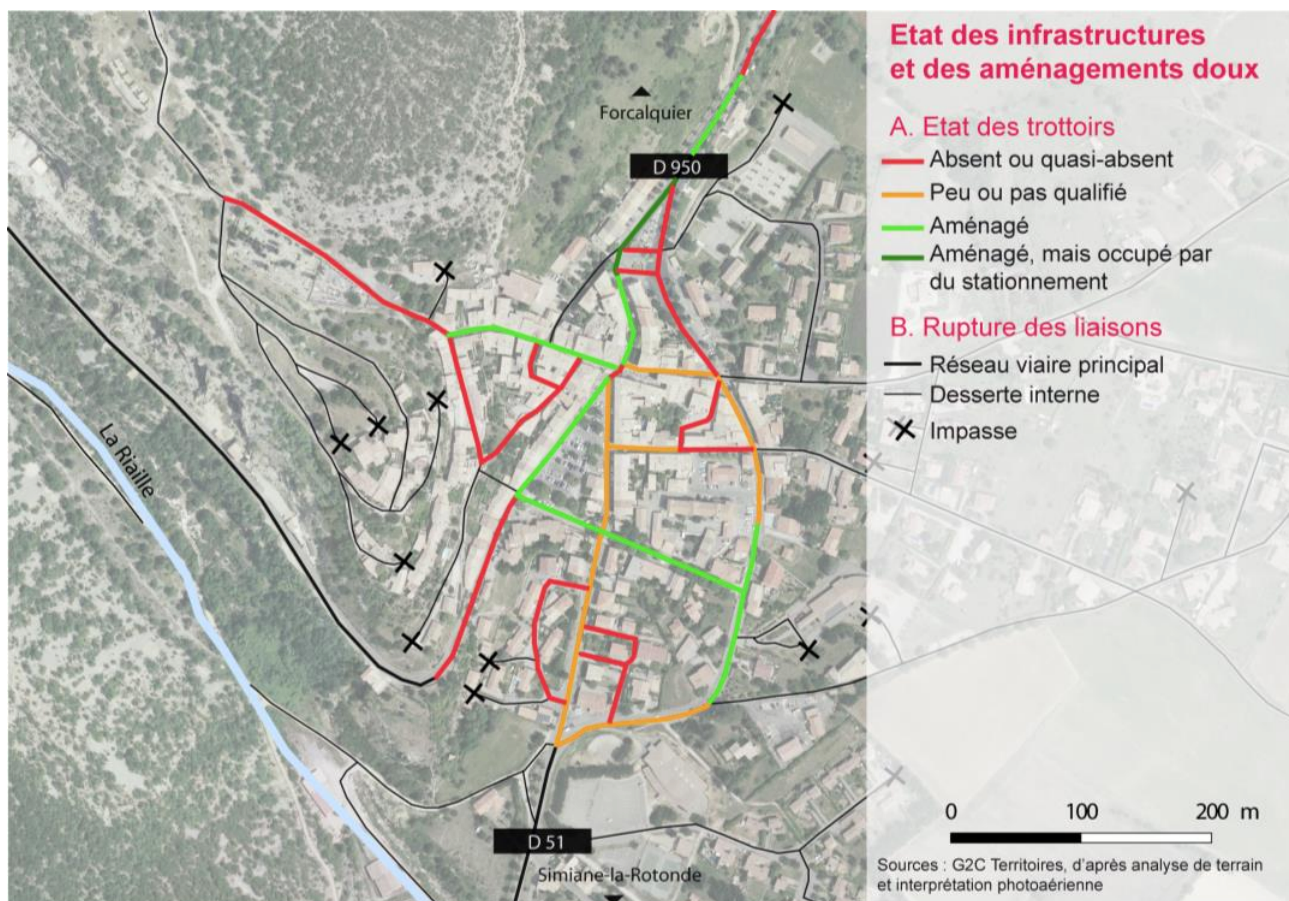 Etat des infrastructures
et des aménagements doux
A. Etat des trottoirs
Absent ou quasi-absent
Peu ou pas qualifié
Aménagé
Aménagé, mais occupé par
du stationnement
B. Rupture des liaisons
Réseau viaire principal
Desserte interne
Impasse
Forcalquier
D 950
La Riaille
D 51
Simiane-la-Rotonde
0 100 200 m
Sources : G2C Territoires, d'après analyse de terrain
et interprétation photoaérienne